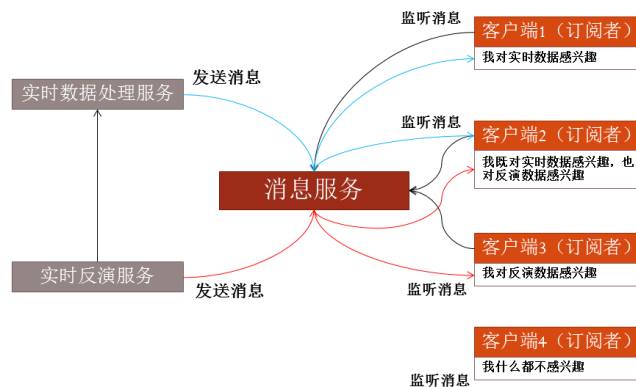 监听消息
客户端1（订阅者）
我对实时数据感兴趣
发送消息
实时数据处理服务
监听消息
客户端2（订阅者）
我既对实时数据感兴趣，也
对反演数据感兴趣
消息服务
客户端3（订阅者）
我对反演数据感兴趣
实时反演服务
发送消息
监听消息
客户端4（订阅者）
我什么都不感兴趣
监听消息